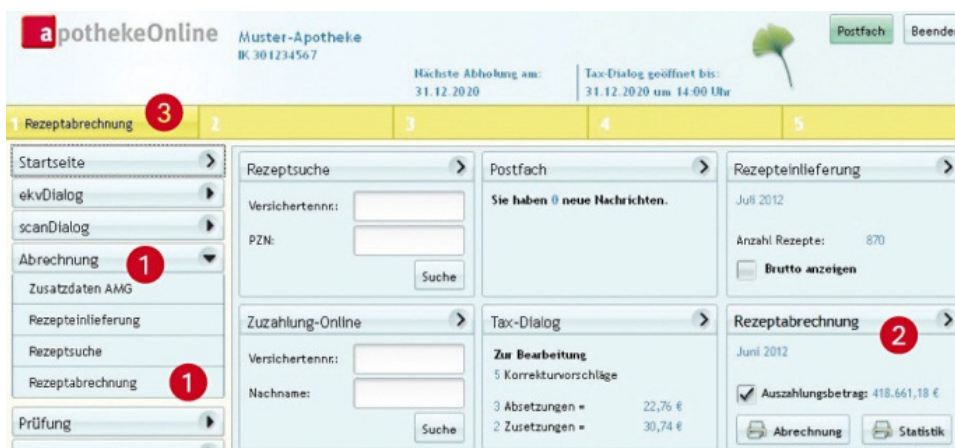 apothekeOnline
Muster-Apotheke
IK 301234567
Postfach
Beenden
Nächste Abholung am:
31.12.2020
Tax-Dialog geöffnet bis:
31.12.2020 um 14:00 Uhr
1 Rezeptabrechnung 3
2
3
4
5
Startseite
ekvDialog
scanDialog
Abrechnung 1
Zusatzdaten AMG
Rezepteinlieferung
Rezeptsuche
Rezeptabrechnung 1
Prüfung
Rezeptsuche
Versichertennr.:
PZN:
Suche
Postfach
Sie haben 0 neue Nachrichten.
Rezepteinlieferung
Juli 2012
Anzahl Rezepte: 870
Brutto anzeigen
Zuzahlung-Online
Versichertennr.:
Nachname:
Suche
Tax-Dialog
Zur Bearbeitung
5 Korrekturvorschläge
3 Absetzungen = 22,76 €
2 Zusetzungen = 30,74 €
Rezeptabrechnung 2
Juni 2012
Auszahlungsbetrag: 418.661,18 €
Abrechnung
Statistik